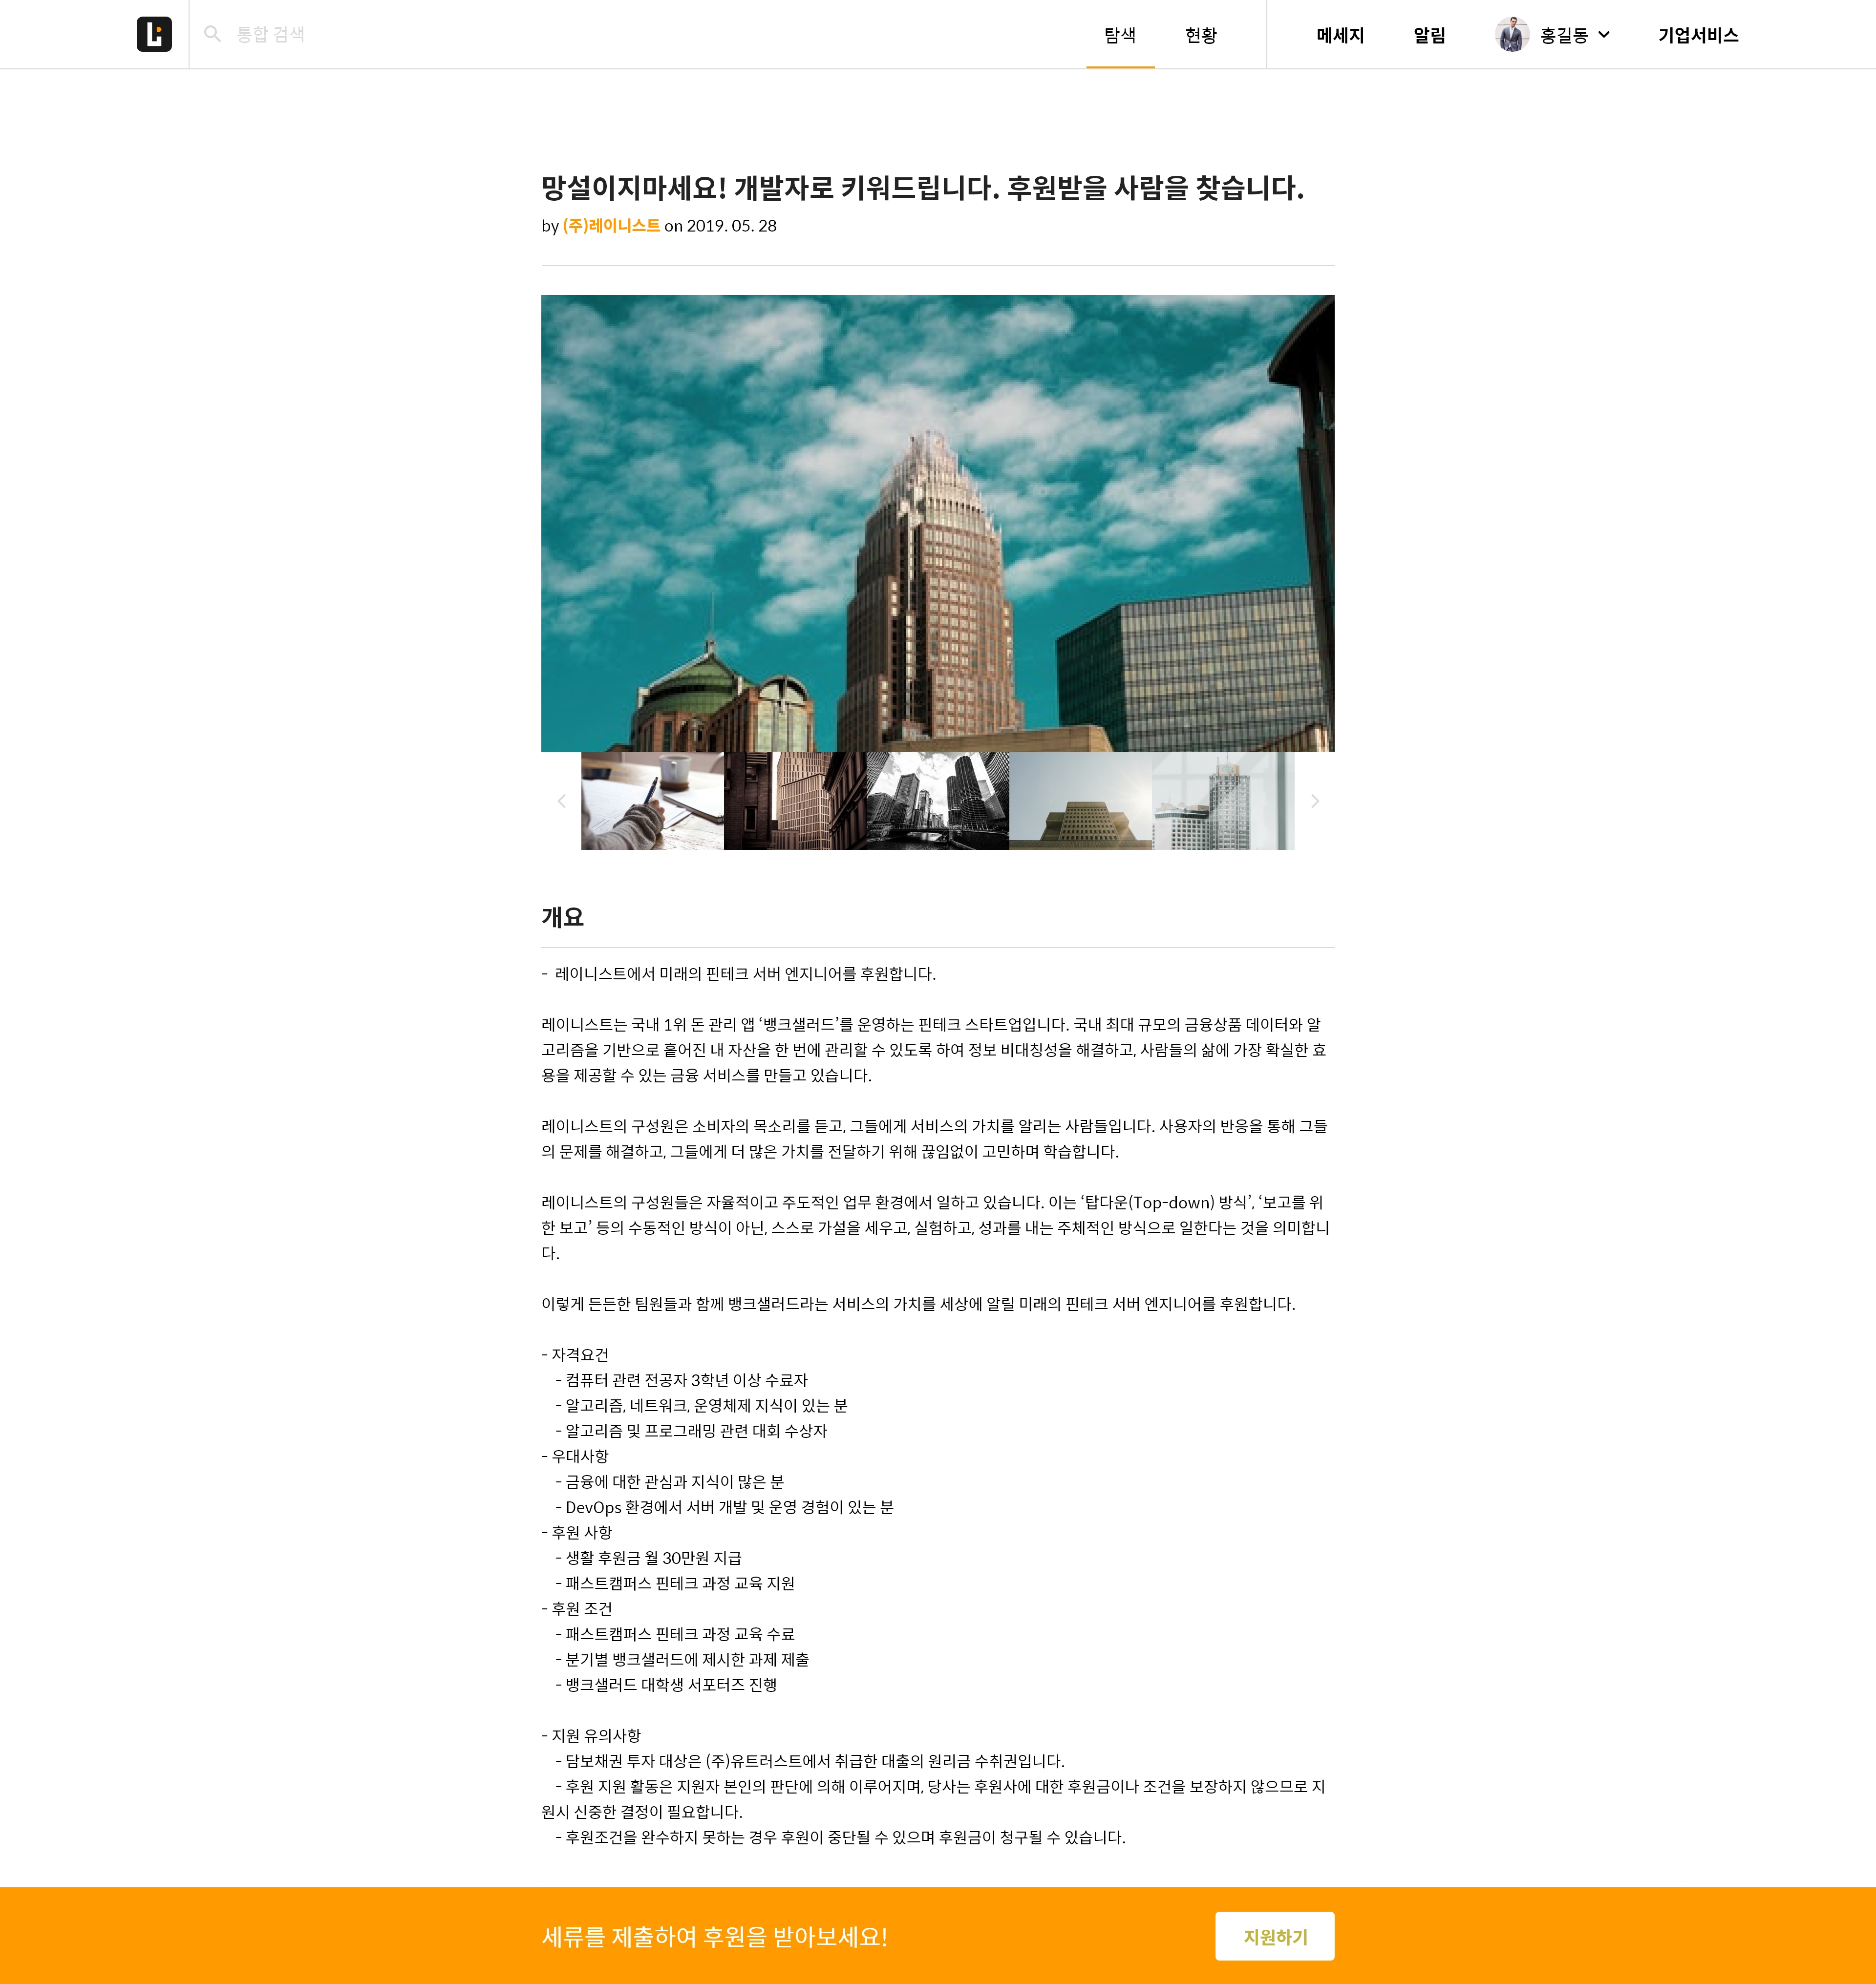 통합 검색
탐색
현황
메세지
알림
홍길동
기업서비스
망설이지마세요! 개발자로 키워드립니다. 후원받을 사람을 찾습니다.
by (주)레이니스트 on 2019. 05. 28
개요
- 레이니스트에서 미래의 핀테크 서버 엔지니어를 후원합니다.
레이니스트는 국내 1위 돈 관리 앱 ‘뱅크샐러드’를 운영하는 핀테크 스타트업입니다. 국내 최대 규모의 금융상품 데이터와 알
고리즘을 기반으로 흩어진 내 자산을 한 번에 관리할 수 있도록 하여 정보 비대칭성을 해결하고, 사람들의 삶에 가장 확실한 효
용을 제공할 수 있는 금융 서비스를 만들고 있습니다.
레이니스트의 구성원은 소비자의 목소리를 듣고, 그들에게 서비스의 가치를 알리는 사람들입니다. 사용자의 반응을 통해 그들
의 문제를 해결하고, 그들에게 더 많은 가치를 전달하기 위해 끊임없이 고민하며 학습합니다.
레이니스트의 구성원들은 자율적이고 주도적인 업무 환경에서 일하고 있습니다. 이는 ‘탑다운(Top-down) 방식’, ‘보고를 위
한 보고’ 등의 수동적인 방식이 아닌, 스스로 가설을 세우고, 실험하고, 성과를 내는 주체적인 방식으로 일한다는 것을 의미합니
다.
이렇게 든든한 팀원들과 함께 뱅크샐러드라는 서비스의 가치를 세상에 알릴 미래의 핀테크 서버 엔지니어를 후원합니다.
- 자격요건
- 컴퓨터 관련 전공자 3학년 이상 수료자
- 알고리즘, 네트워크, 운영체제 지식이 있는 분
- 알고리즘 및 프로그래밍 관련 대회 수상자
- 우대사항
- 금융에 대한 관심과 지식이 많은 분
- DevOps 환경에서 서버 개발 및 운영 경험이 있는 분
- 후원 사항
- 생활 후원금 월 30만원 지급
- 패스트캠퍼스 핀테크 과정 교육 지원
- 후원 조건
- 패스트캠퍼스 핀테크 과정 교육 수료
- 분기별 뱅크샐러드에 제시한 과제 제출
- 뱅크샐러드 대학생 서포터즈 진행
- 지원 유의사항
- 담보채권 투자 대상은 (주)유트러스트에서 취급한 대출의 원리금 수취권입니다.
- 후원 지원 활동은 지원자 본인의 판단에 의해 이루어지며, 당사는 후원사에 대한 후원금이나 조건을 보장하지 않으므로 지
원시 신중한 결정이 필요합니다.
- 후원조건을 완수하지 못하는 경우 후원이 중단될 수 있으며 후원금이 청구될 수 있습니다.
세류를 제출하여 후원을 받아보세요!
지원하기